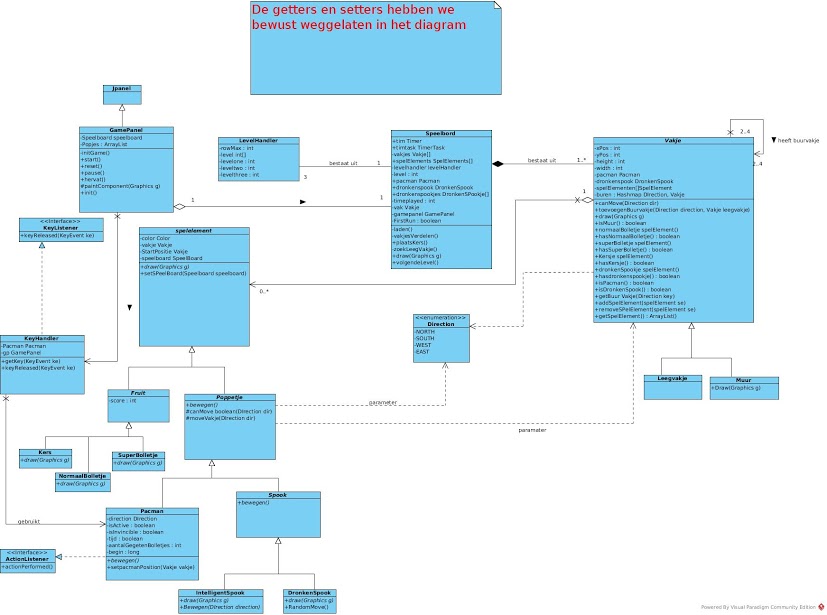 De getters en setters hebben we
bewust weggelaten in het diagram
Jpanel
GamePanel
-Speelboard speelboard
-Popjes : ArrayList
-initGame()
+start()
+reset()
+pause()
+herval()
#paintComponent(Graphics g)
+int()
LevelHandler
-rowMax : int
-level int[]
-levelone : int
-leveltwo : int
-levelthree : int
Speelbord
+tim Timer
+timtask TimerTask
-vakjes Vakje[]
+spelElements SpelElements[]
-levelhandler levelHandler
-level : int
+pacman Pacman
+dronkenspook DronkenSpook
+dronkenspookjes DronkenSPookje[]
-timeplayed : int
-vak Vakje
-gamepanel GamePanel
-FirstRun : boolean
-laden()
-vakjesVerdelen()
+plaatsKers()
-zoekLeegVakje()
+draw(Graphics g)
+volgendeLevel()
Vakje
-xPos : int
-yPos : int
-height : int
-width : int
-pacman Pacman
-dronkenspook DronkenSpook
-spelElementen[]SpelElement
-buren : Hashmap Direction, Vakje
+canMove(Direction dir)
+toevoegenBuurvakje(Direction direction, Vakje leegvakje)
+draw(Graphics g)
+isMuur() : boolean
+normaalBolletje spelElement()
+hasNormaalBolletje() : boolean
+superBolletje spelElement()
+hasSuperBolletje() : boolean
+Kersje spelElement()
+hasKersje() : boolean
+dronkenSpookje spelElement()
+hasdronkenspookje() : boolean
+isPacman() : boolean
+isDronkenSpook() : boolean
+getBuur Vakje(Direction key)
+addSpelElement(spelElement se)
+removeSPelElement(spelElement se)
+getSpelElement() : ArrayList()
2..4
heeft buurvakje
2..4
bestaat uit
1
3
bestaat uit
1..*
1
1
1
0..*
<<Interface>>
KeyListener
+keyReleased(KeyEvent ke)
spelelement
-color Color
-vakje Vakje
-StartPositie Vakje
-speelboard SpeelBoard
+draw(Graphics g)
+setSPeelBoard(Speelboard speelboard)
<<enumeration>>
Direction
-NORTH
-SOUTH
-WEST
-EAST
KeyHandler
-Pacman Pacman
-gp GamePanel
+getKey(KeyEvent ke)
+keyReleased(KeyEvent ke)
Leegvakje
Muur
+Draw(Graphics g)
Fruit
-score : int
Poppetje
+bewegen()
#canMove boolean(Direction dir)
#moveVakje(Direction dir)
parameter
parameter
Kers
+draw(Graphics g)
SuperBolletje
+draw(Graphics g)
NormaalBolletje
+draw(Graphics g)
Spook
+bewegen()
Pacman
-direction Direction
-isActive : boolean
-isInvincible : boolean
-tijd : boolean
-aantalGegetenBolletjes : int
-begin : long
+bewegen()
+setpacmanPosition(Vakje vakje)
gebruikt
<<Interface>>
ActionListener
+actionPerformed()
IntelligentSpook
+draw(Graphics g)
+Bewegen(Direction direction)
DronkenSpook
+draw(Graphics g)
+RandomMove()
Powered By Visual Paradigm Community Edition